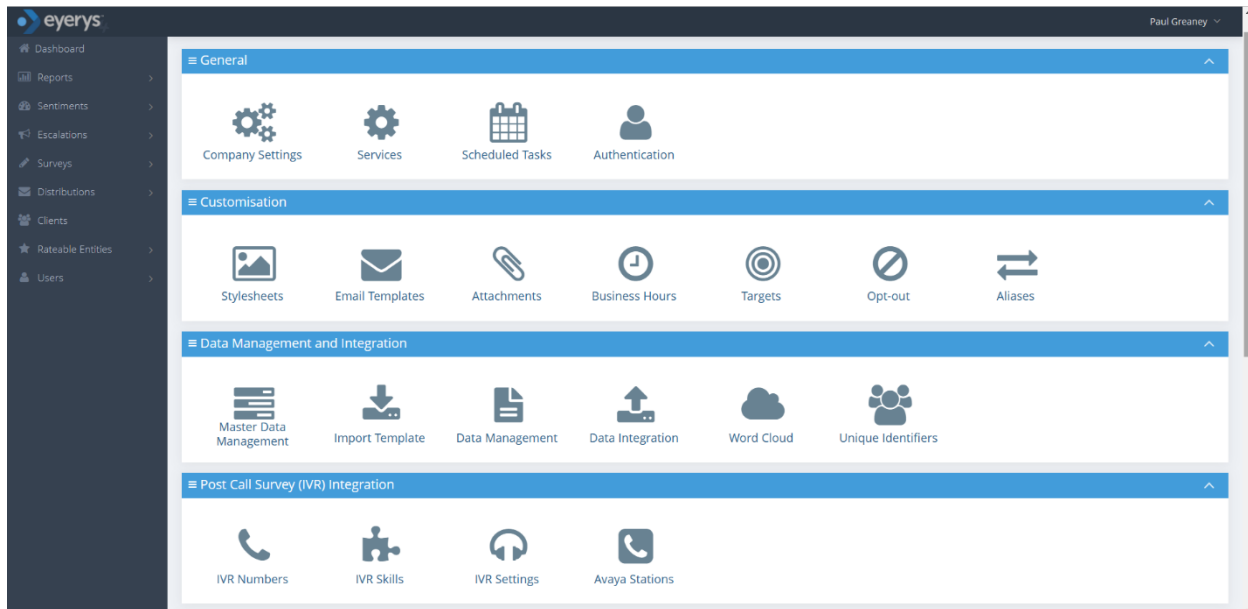 eyerys
Paul Greaney
Dashboard
Reports
Sentiments
Escalations
Surveys
Distributions
Clients
Rateable Entities
Users
General
Company Settings
Services
Scheduled Tasks
Authentication
Customisation
Stylesheets
Email Templates
Attachments
Business Hours
Targets
Opt-out
Aliases
Data Management and Integration
Master Data
Management
Import Template
Data Management
Data Integration
Word Cloud
Unique Identifiers
Post Call Survey (IVR) Integration
IVR Numbers
IVR Skills
IVR Settings
Avaya Stations